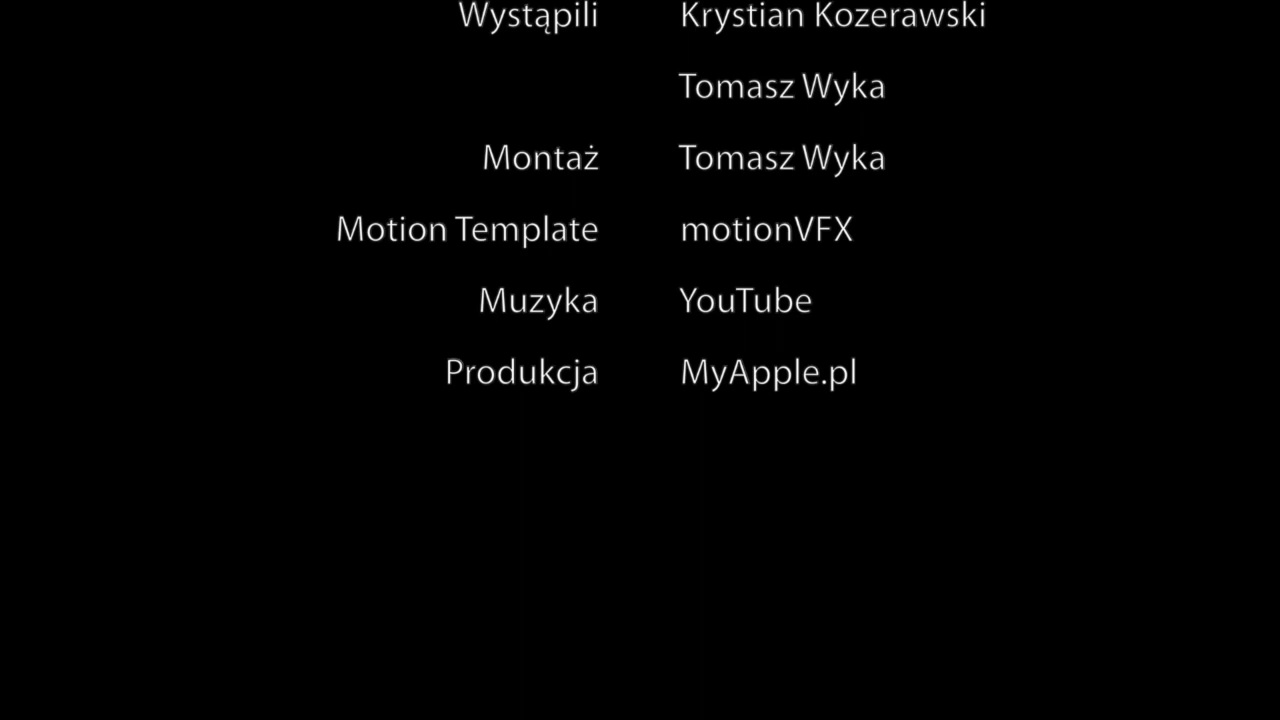 Wystąpili Krystian Kozerawski
Tomasz Wyka
Montaż Tomasz Wyka
Motion Template motionVFX
Muzyka YouTube
Produkcja MyApple.pl